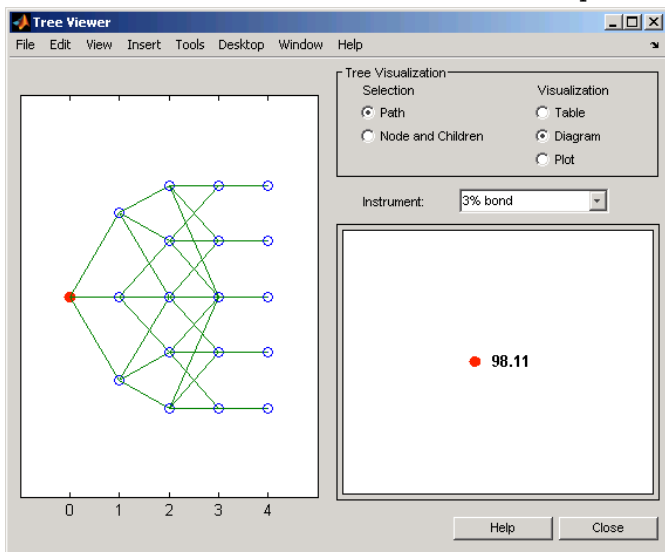 Tree Viewer
File Edit View Insert Tools Desktop Window Help
Tree Visualization
Selection Visualization
Path Table
Node and Children Diagram
Plot
Instrument: 3% bond
98.11
0 1 2 3 4
Help Close